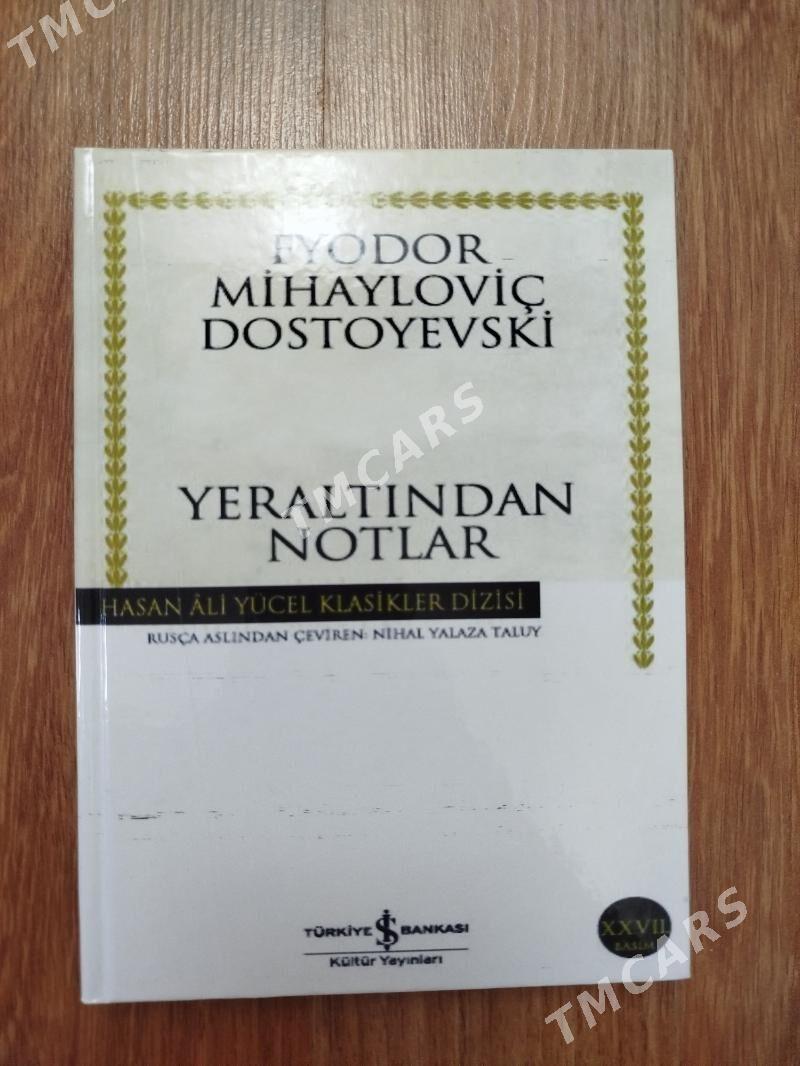 TMCARS
FYODOR
MİHAYLOVİÇ
DOSTOYEVSKİ
TMCARS
YERALTINDAN
NOTLAR
HASAN ÂLİ YÜCEL KLASİKLER DİZİSİ
RUSÇA ASLINDAN ÇEVİREN: NİHAL YALAZA TALUY
TÜRKİYE İŞ BANKASI
Kültür Yayınları
XXVII.
BASIM
TMCARS